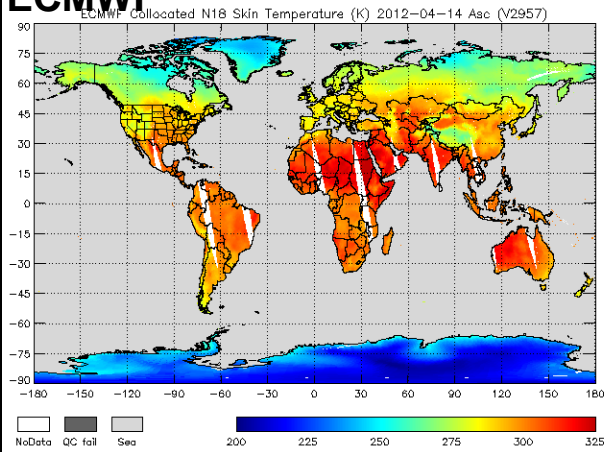 ECMWF
ECMWF Collocated N18 Skin Temperature (K) 2012-04-14 Asc (V2957)
90
75
60
45
30
15
0
-15
-30
-45
-60
-75
-90
-180 -150 -120 -90 -60 -30 0 30 60 90 120 150 180
NoData QC fail Sea
200 225 250 275 300 325